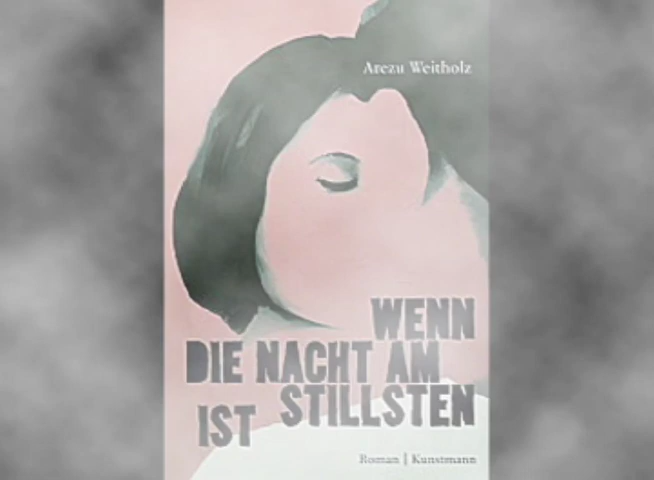 Arezu Weitholz
WENN
DIE NACHT AM
STILLSTEN
IST
Roman | Kunstmann